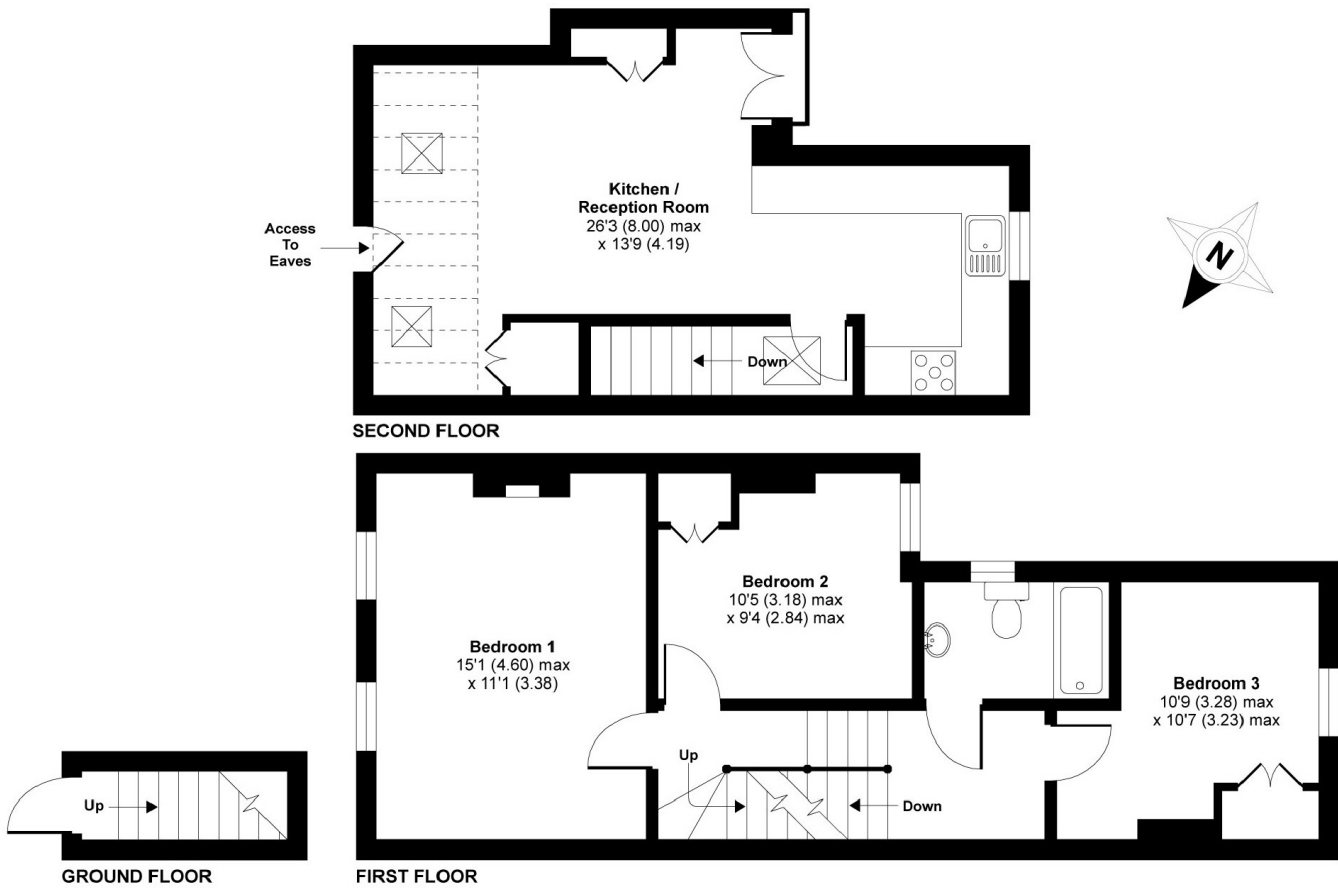 Kitchen /
Reception Room
26'3 (8.00) max
x 13'9 (4.19)
Access
To
Eaves
Down
N
SECOND FLOOR
Bedroom 1
15'1 (4.60) max
x 11'1 (3.38)
Bedroom 2
10'5 (3.18) max
x 9'4 (2.84) max
Bedroom 3
10'9 (3.28) max
x 10'7 (3.23) max
Up
Down
Up
GROUND FLOOR
FIRST FLOOR